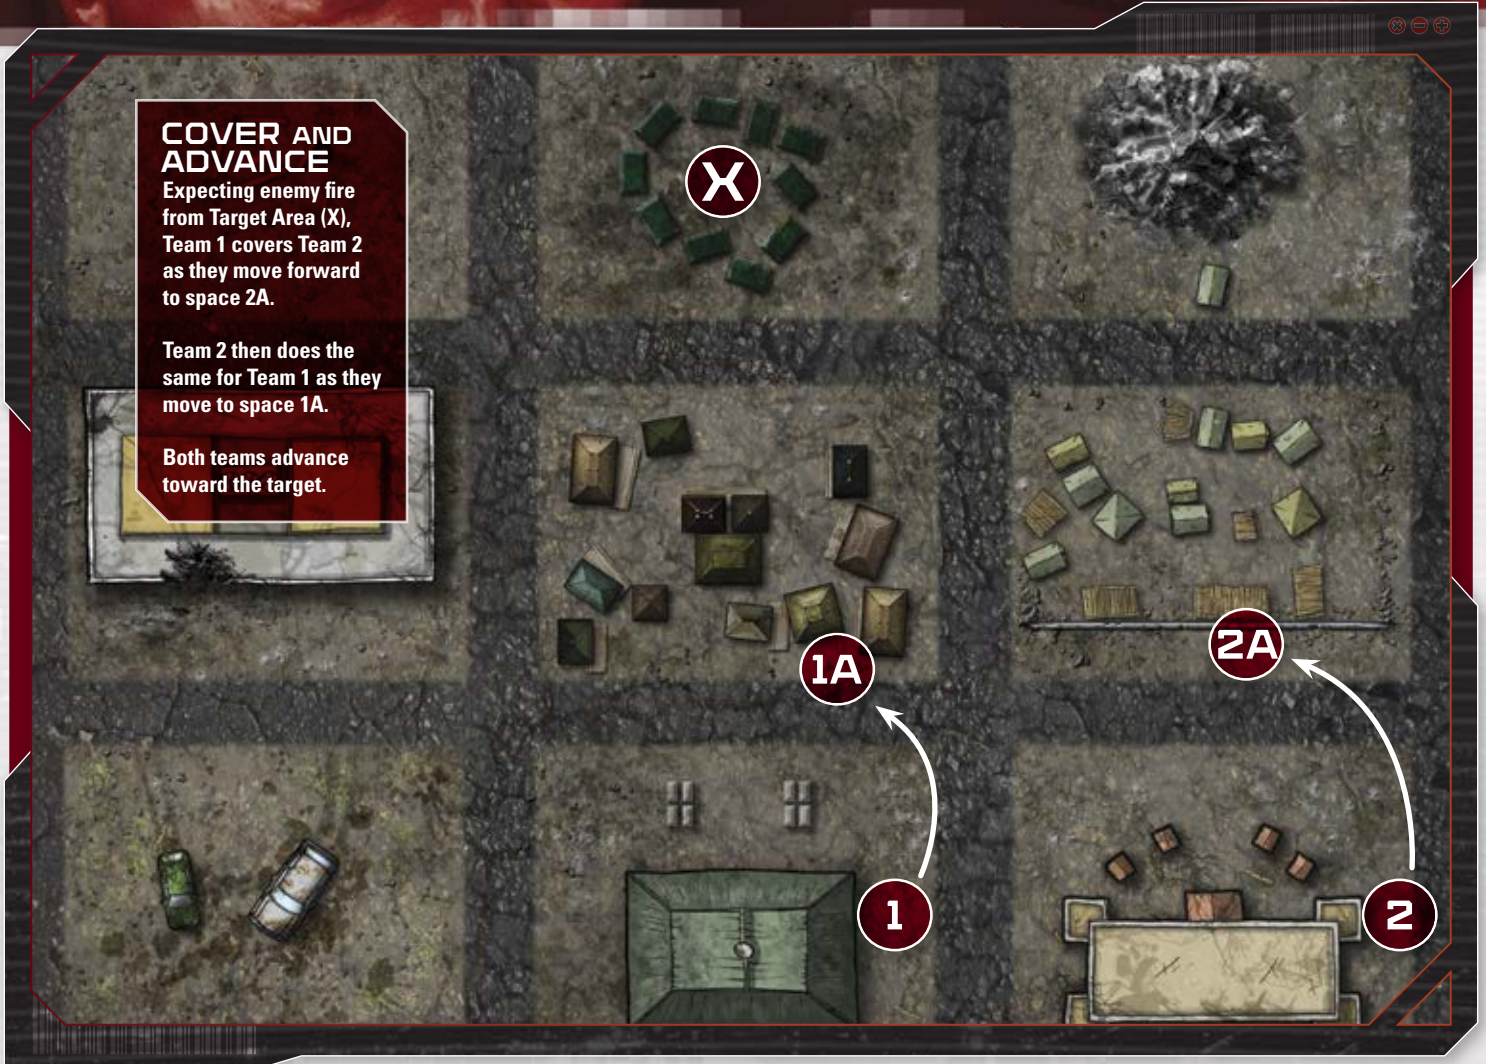 COVER AND
ADVANCE
Expecting enemy fire
from Target Area (X),
Team 1 covers Team 2
as they move forward
to space 2A.
Team 2 then does the
same for Team 1 as they
move to space 1A.
Both teams advance
toward the target.
X
1A
2A
1
2